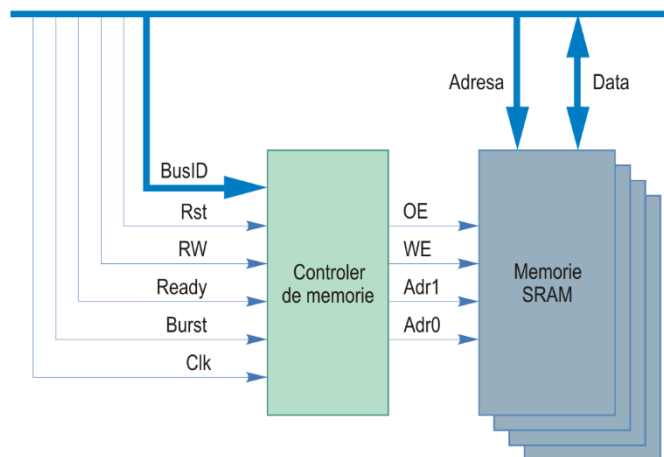 Adresa
Data
BusID
Rst
RW
Ready
Burst
Clk
Controler
de memorie
OE
WE
Adr1
Adr0
Memorie
SRAM